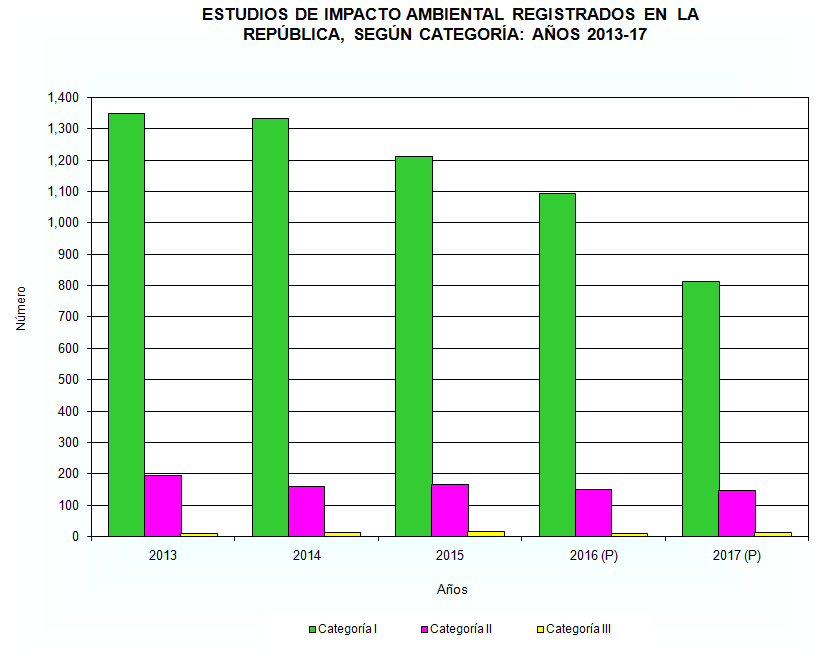 ESTUDIOS DE IMPACTO AMBIENTAL REGISTRADOS EN LA
REPÚBLICA, SEGÚN CATEGORÍA: AÑOS 2013-17
1,400
1,300
1,200
1,100
1,000
900
800
700
600
500
400
300
200
100
0
Número
2013 2014 2015 2016 (P) 2017 (P)
Años
Categoría I Categoría II Categoría III